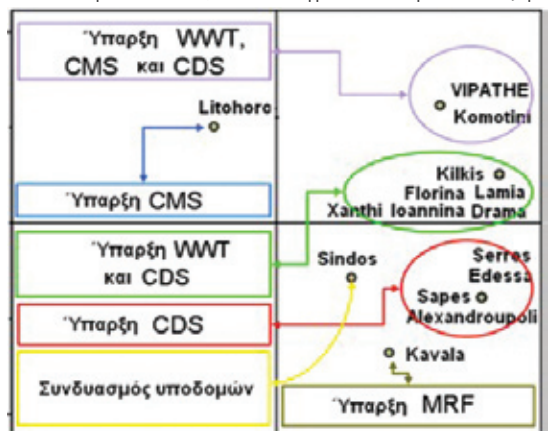 Ύπαρξη WWT,
CMS και CDS
VIPATHE
Komotini
Litohoro
Ύπαρξη CMS
Kilkis
Florina Lamia
Xanthi Ioannina Drama
Ύπαρξη WWT
και CDS
Sindos
Serres
Edessa
Sapes
Alexandroupoli
Ύπαρξη CDS
Συνδυασμός υποδομών
Kavala
Ύπαρξη MRF